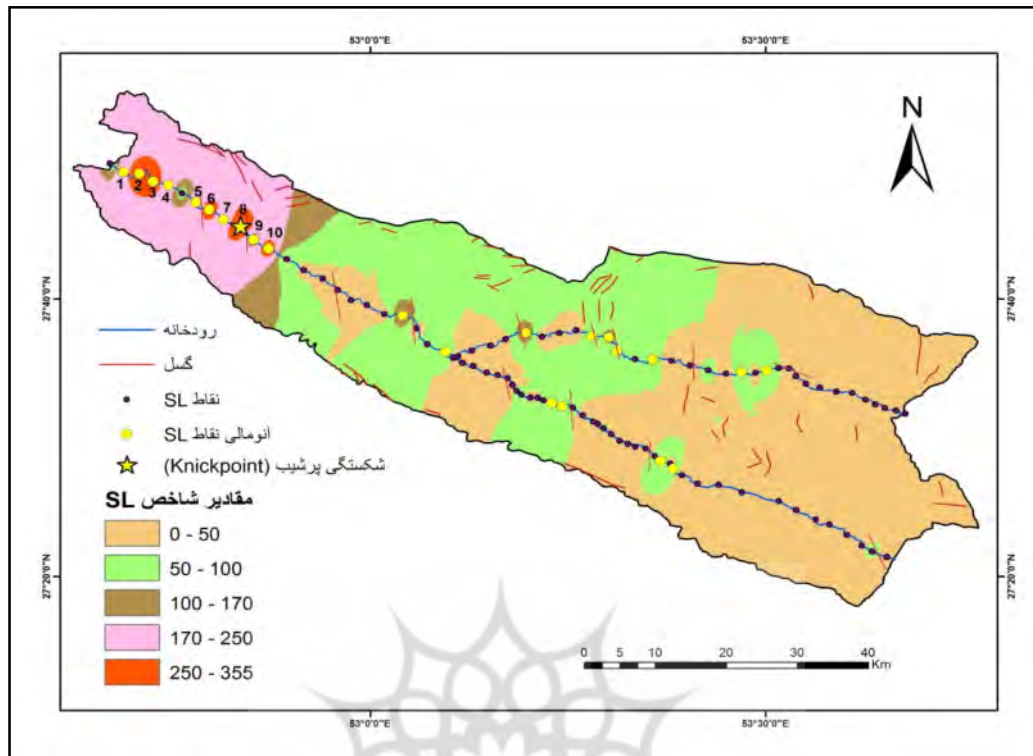 53°0'0"E
53°30'0"E
N
1
2
3
4
5
6
7
8
9
10
27°40'0"N
27°40'0"N
رودخانه
گسل
نقاط SL
آنومالی نقاط SL
شکستگی پرشیب (Knickpoint)
مقادیر شاخص SL
0 - 50
50 - 100
100 - 170
170 - 250
250 - 355
27°20'0"N
27°20'0"N
0 5 10 20 30 40
Km
53°0'0"E
53°30'0"E